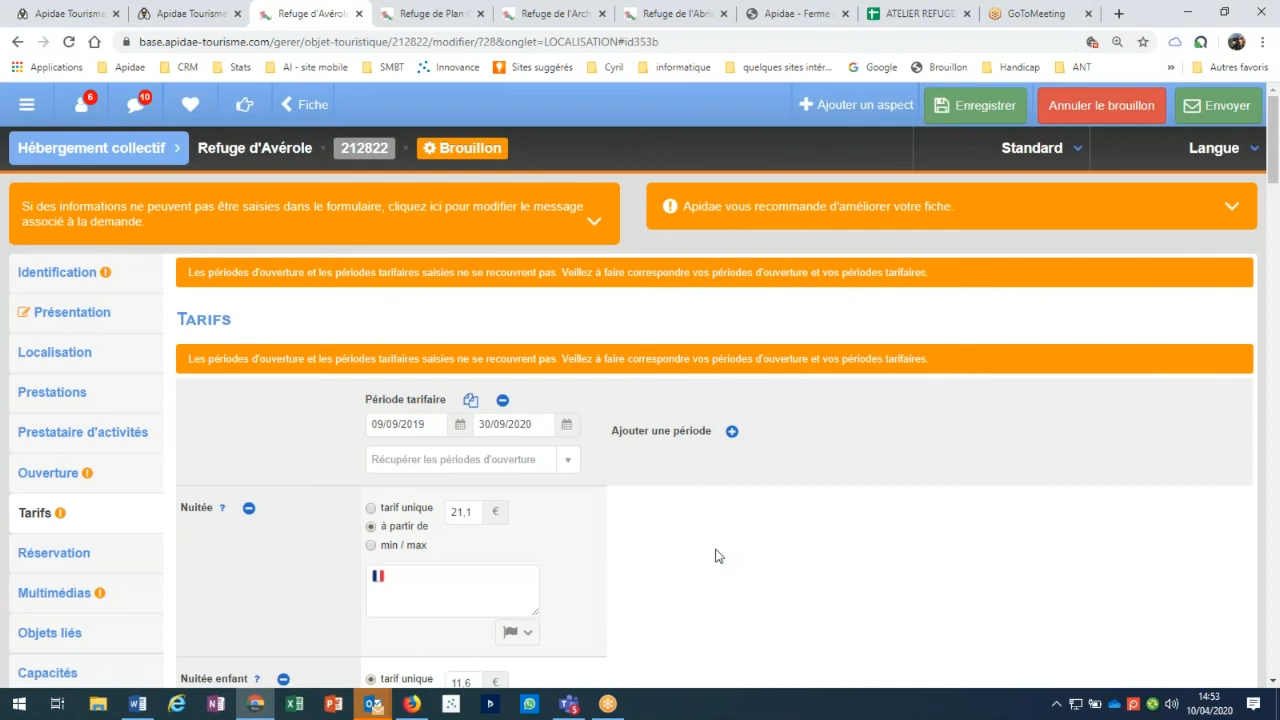 Apidae Tourisme
Apidae Tourisme
Refuge d'Avérole
Refuge de Plan
Refuge de l'Arc
Refuge de l'Abri
Apidae - Ferme
ATELIER REFUGE
GoToMeeting
base.apidae-tourisme.com/gerer/objet-touristique/212822/modifier/?28&onglet=LOCALISATION#id353b
Applications
Apidae
CRM
Stats
AI - site mobile
SMBT
Innovance
Sites suggérés
Cyril
informatique
quelques sites intér...
Google
Brouillon
Handicap
ANT
»
Autres favoris
6
10
Fiche
Ajouter un aspect
Enregistrer
Annuler le brouillon
Envoyer
Hébergement collectif
Refuge d'Avérole
212822
Brouillon
Standard
Langue
Si des informations ne peuvent pas être saisies dans le formulaire, cliquez ici pour modifier le message
associé à la demande.
Apidae vous recommande d'améliorer votre fiche.
Identification
Présentation
Localisation
Prestations
Prestataire d'activités
Ouverture
Tarifs
Réservation
Multimédias
Objets liés
Capacités
Les périodes d'ouverture et les périodes tarifaires saisies ne se recouvrent pas. Veillez à faire correspondre vos périodes d'ouverture et vos périodes tarifaires.
TARIFS
Les périodes d'ouverture et les périodes tarifaires saisies ne se recouvrent pas. Veillez à faire correspondre vos périodes d'ouverture et vos périodes tarifaires.
Période tarifaire
09/09/2019
30/09/2020
Ajouter une période
Récupérer les périodes d'ouverture
Nuitée ?
tarif unique
à partir de
min / max
21,1 €
Nuitée enfant ?
tarif unique
11,6 €
14:53
10/04/2020